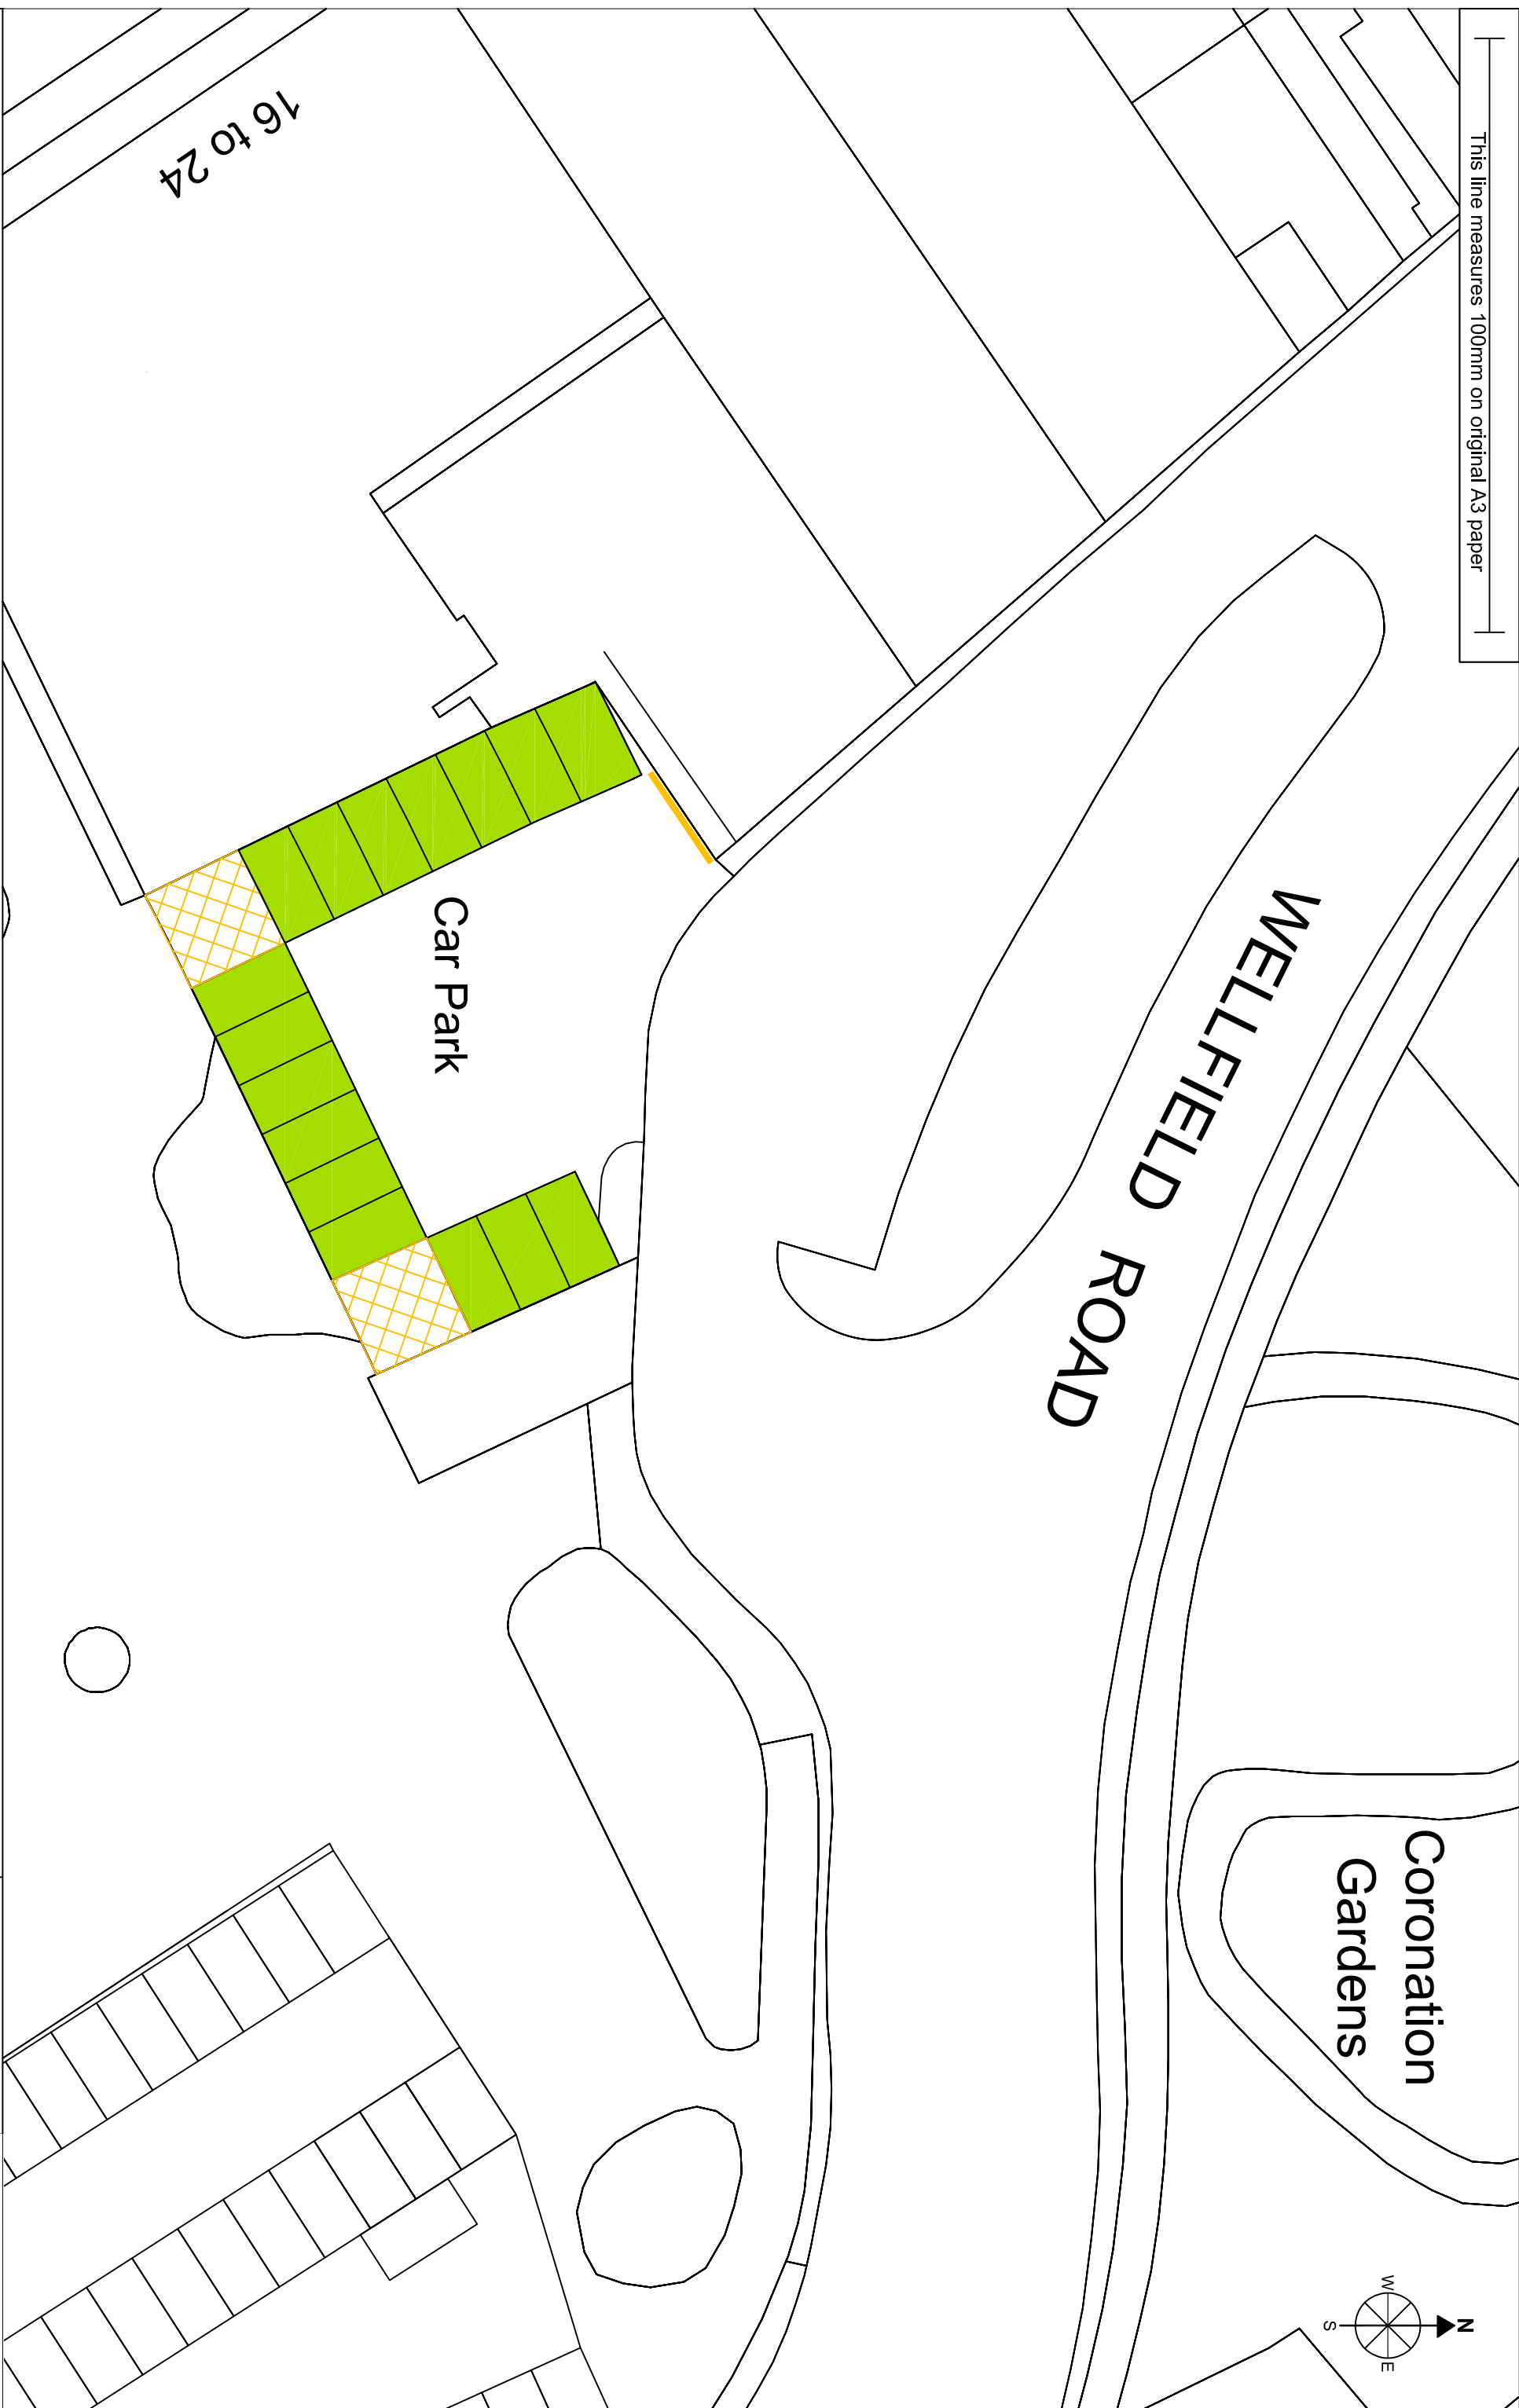 This line measures 100mm on original A3 paper
16 to 24
Car Park
WELLFIELD ROAD
Coronation
Gardens
N
W
E
S